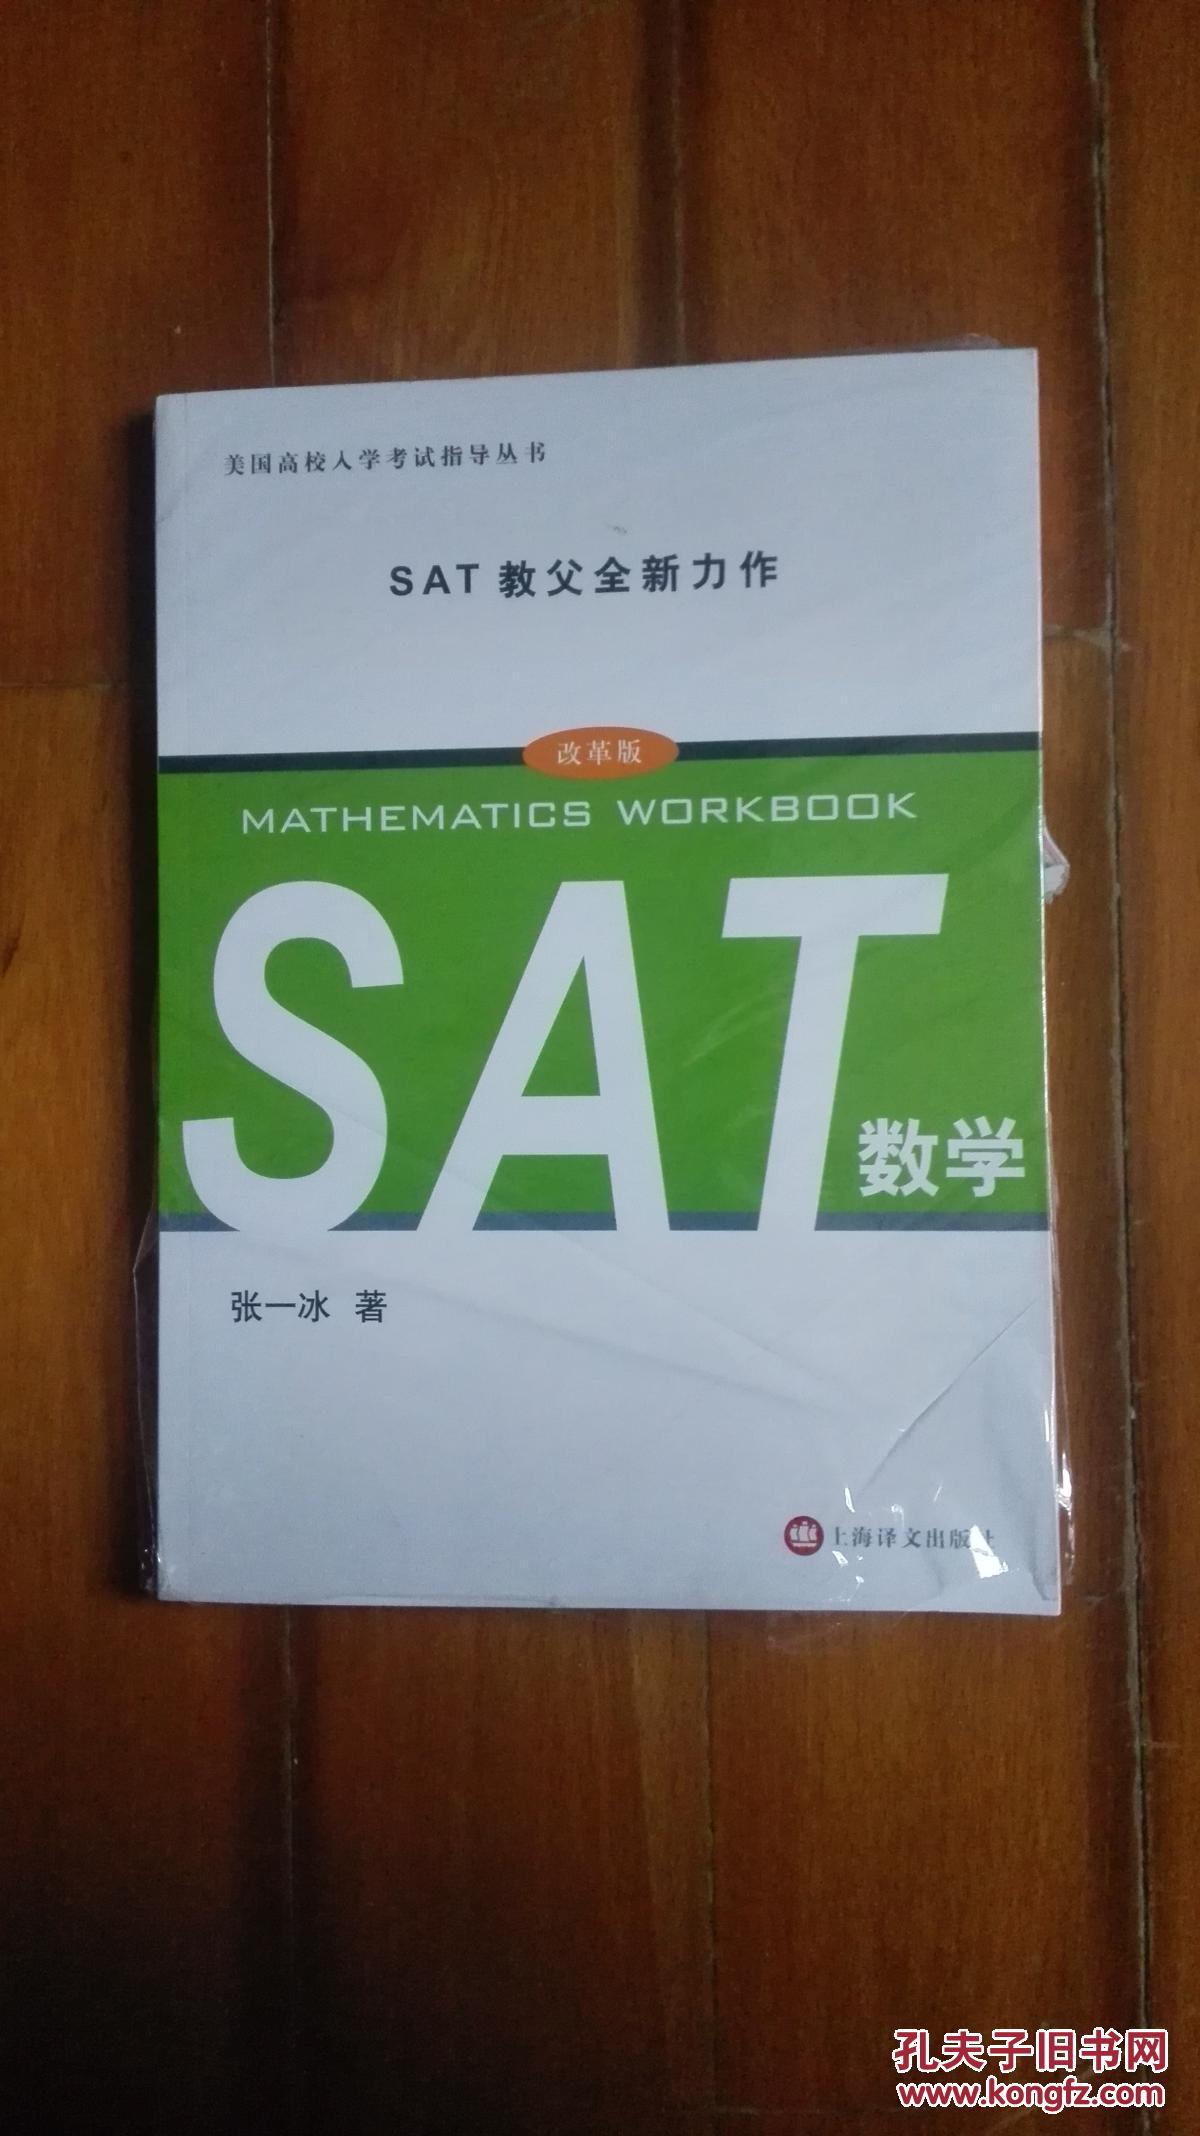 美国高校入学考试指导丛书
SAT 教父全新力作
改革版
MATHEMATICS WORKBOOK
SAT
数学
张一冰 著
上海译文出版社
孔夫子旧书网
www.kongfz.com